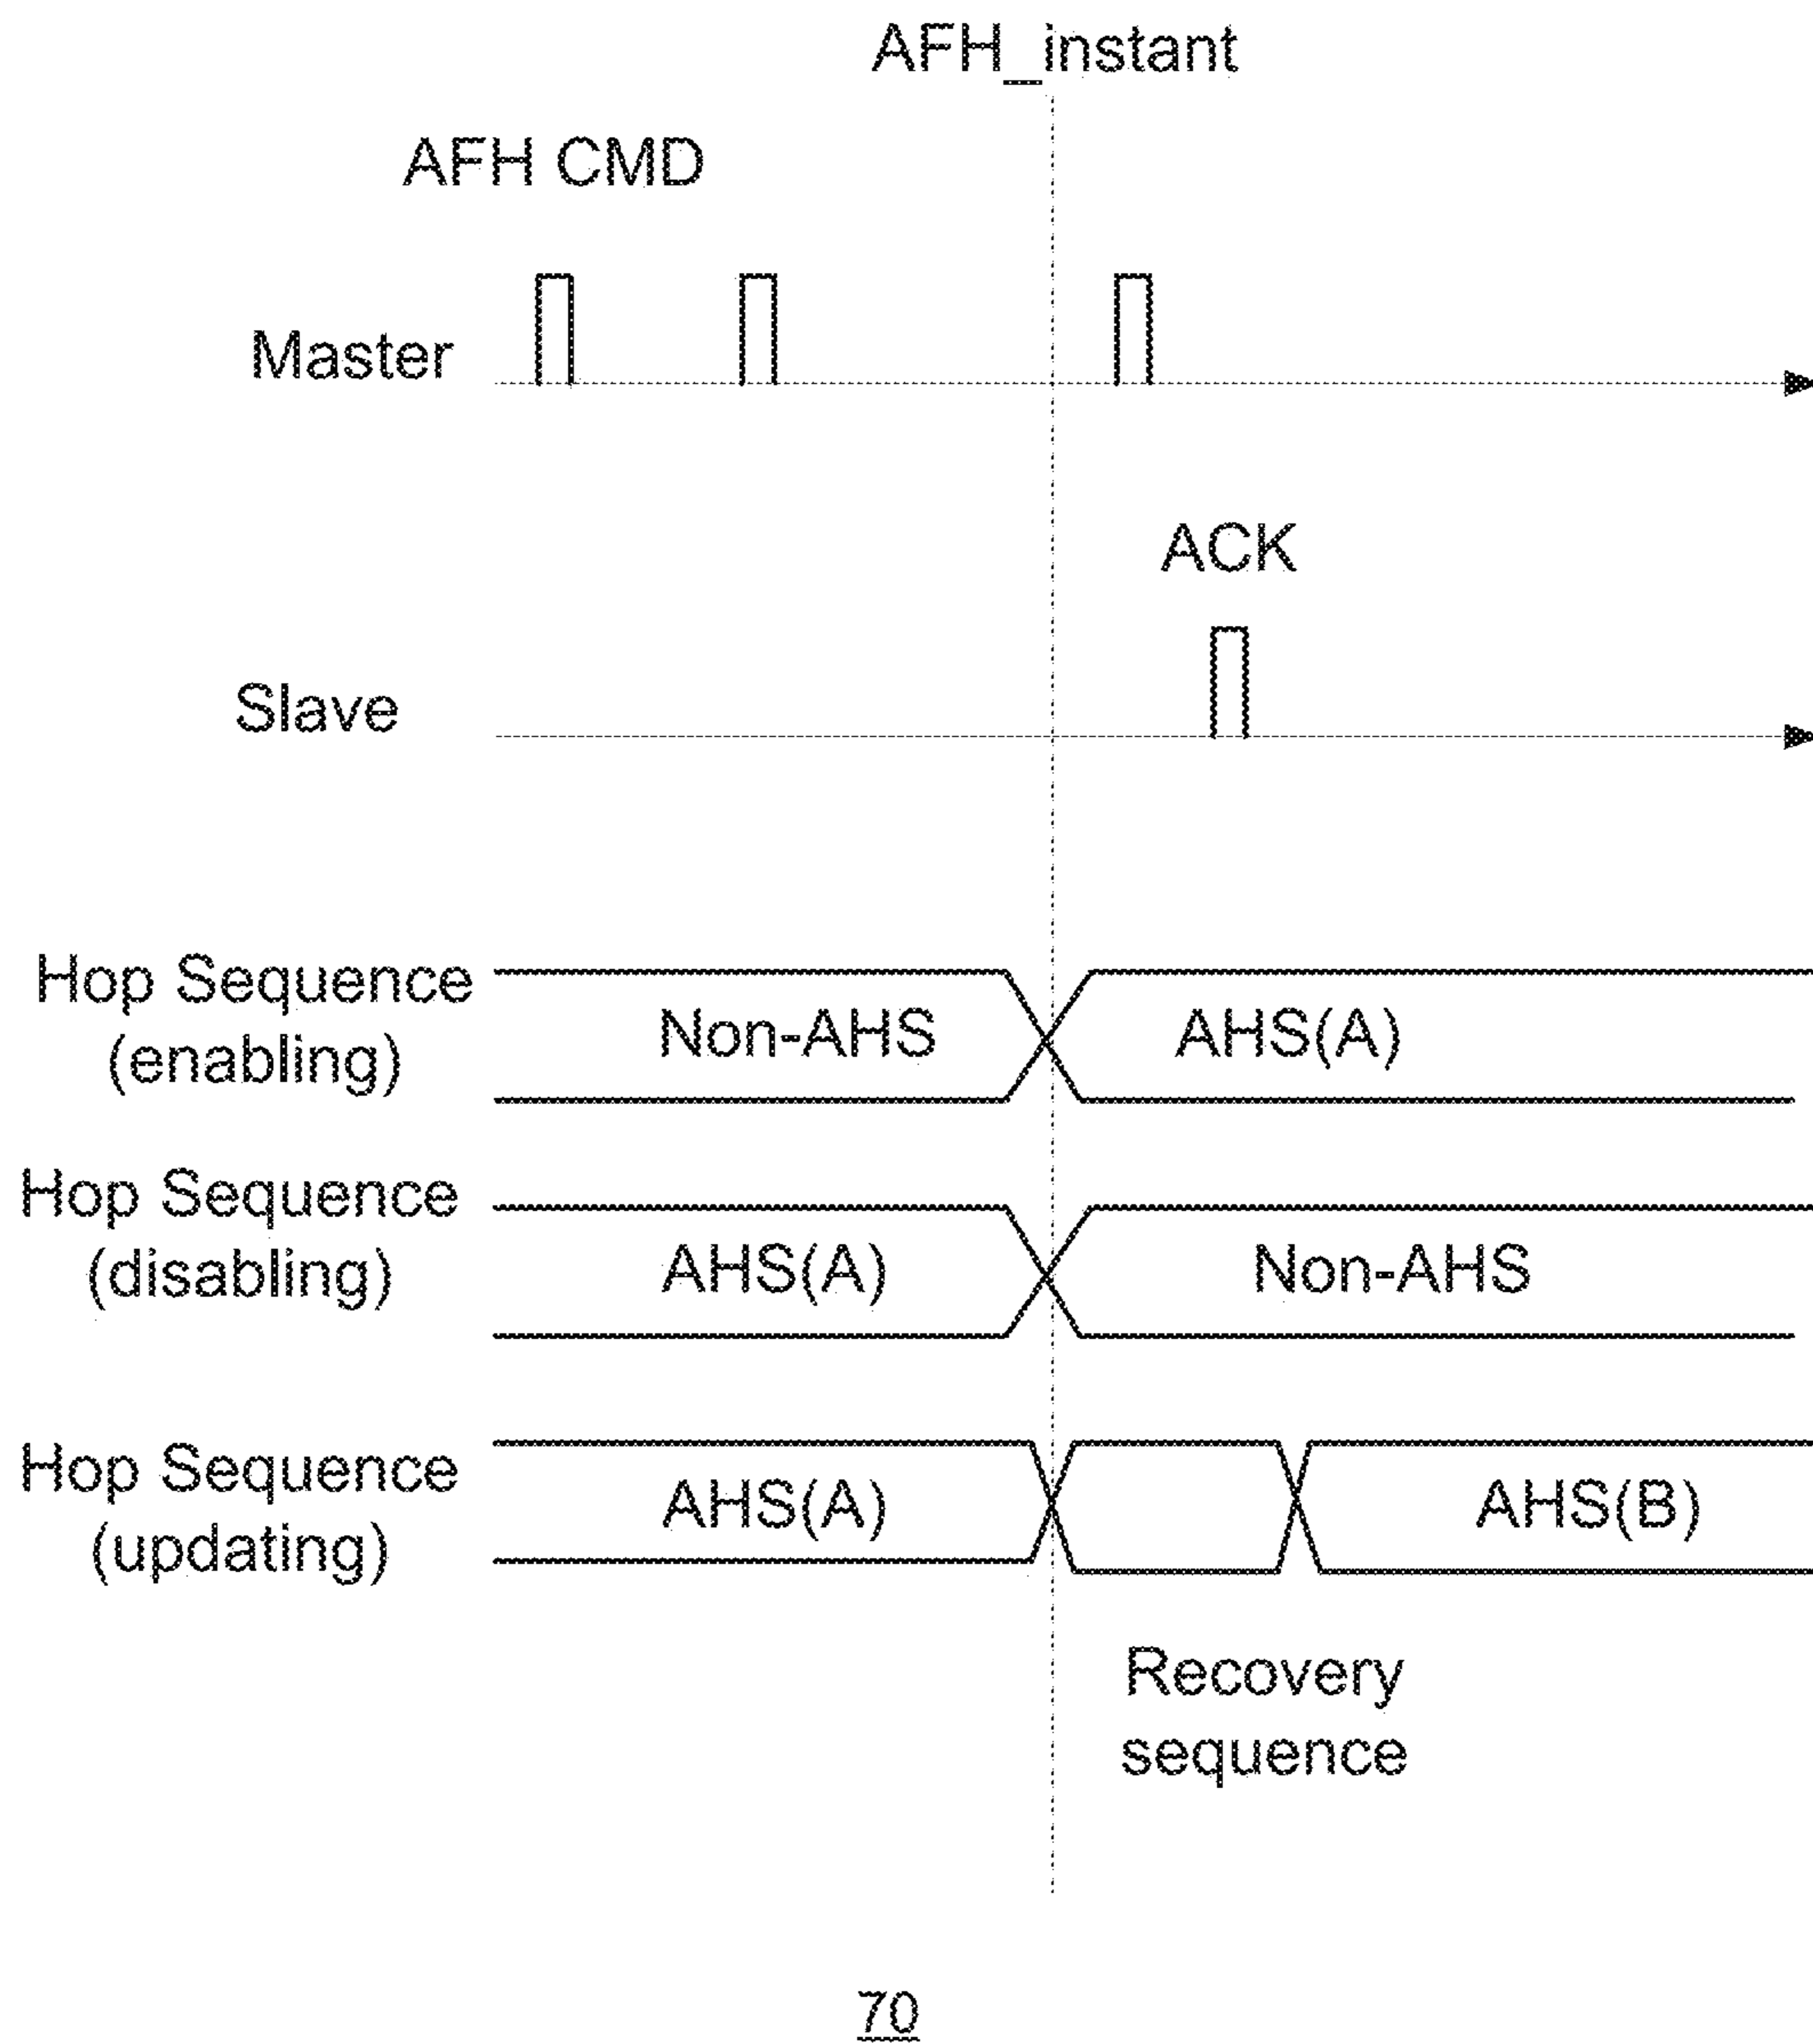 AFH_instant
AFH CMD
Master
ACK
Slave
Hop Sequence
(enabling)
Non-AHS
AHS(A)
Hop Sequence
(disabling)
AHS(A)
Non-AHS
Hop Sequence
(updating)
AHS(A)
AHS(B)
Recovery
sequence
70